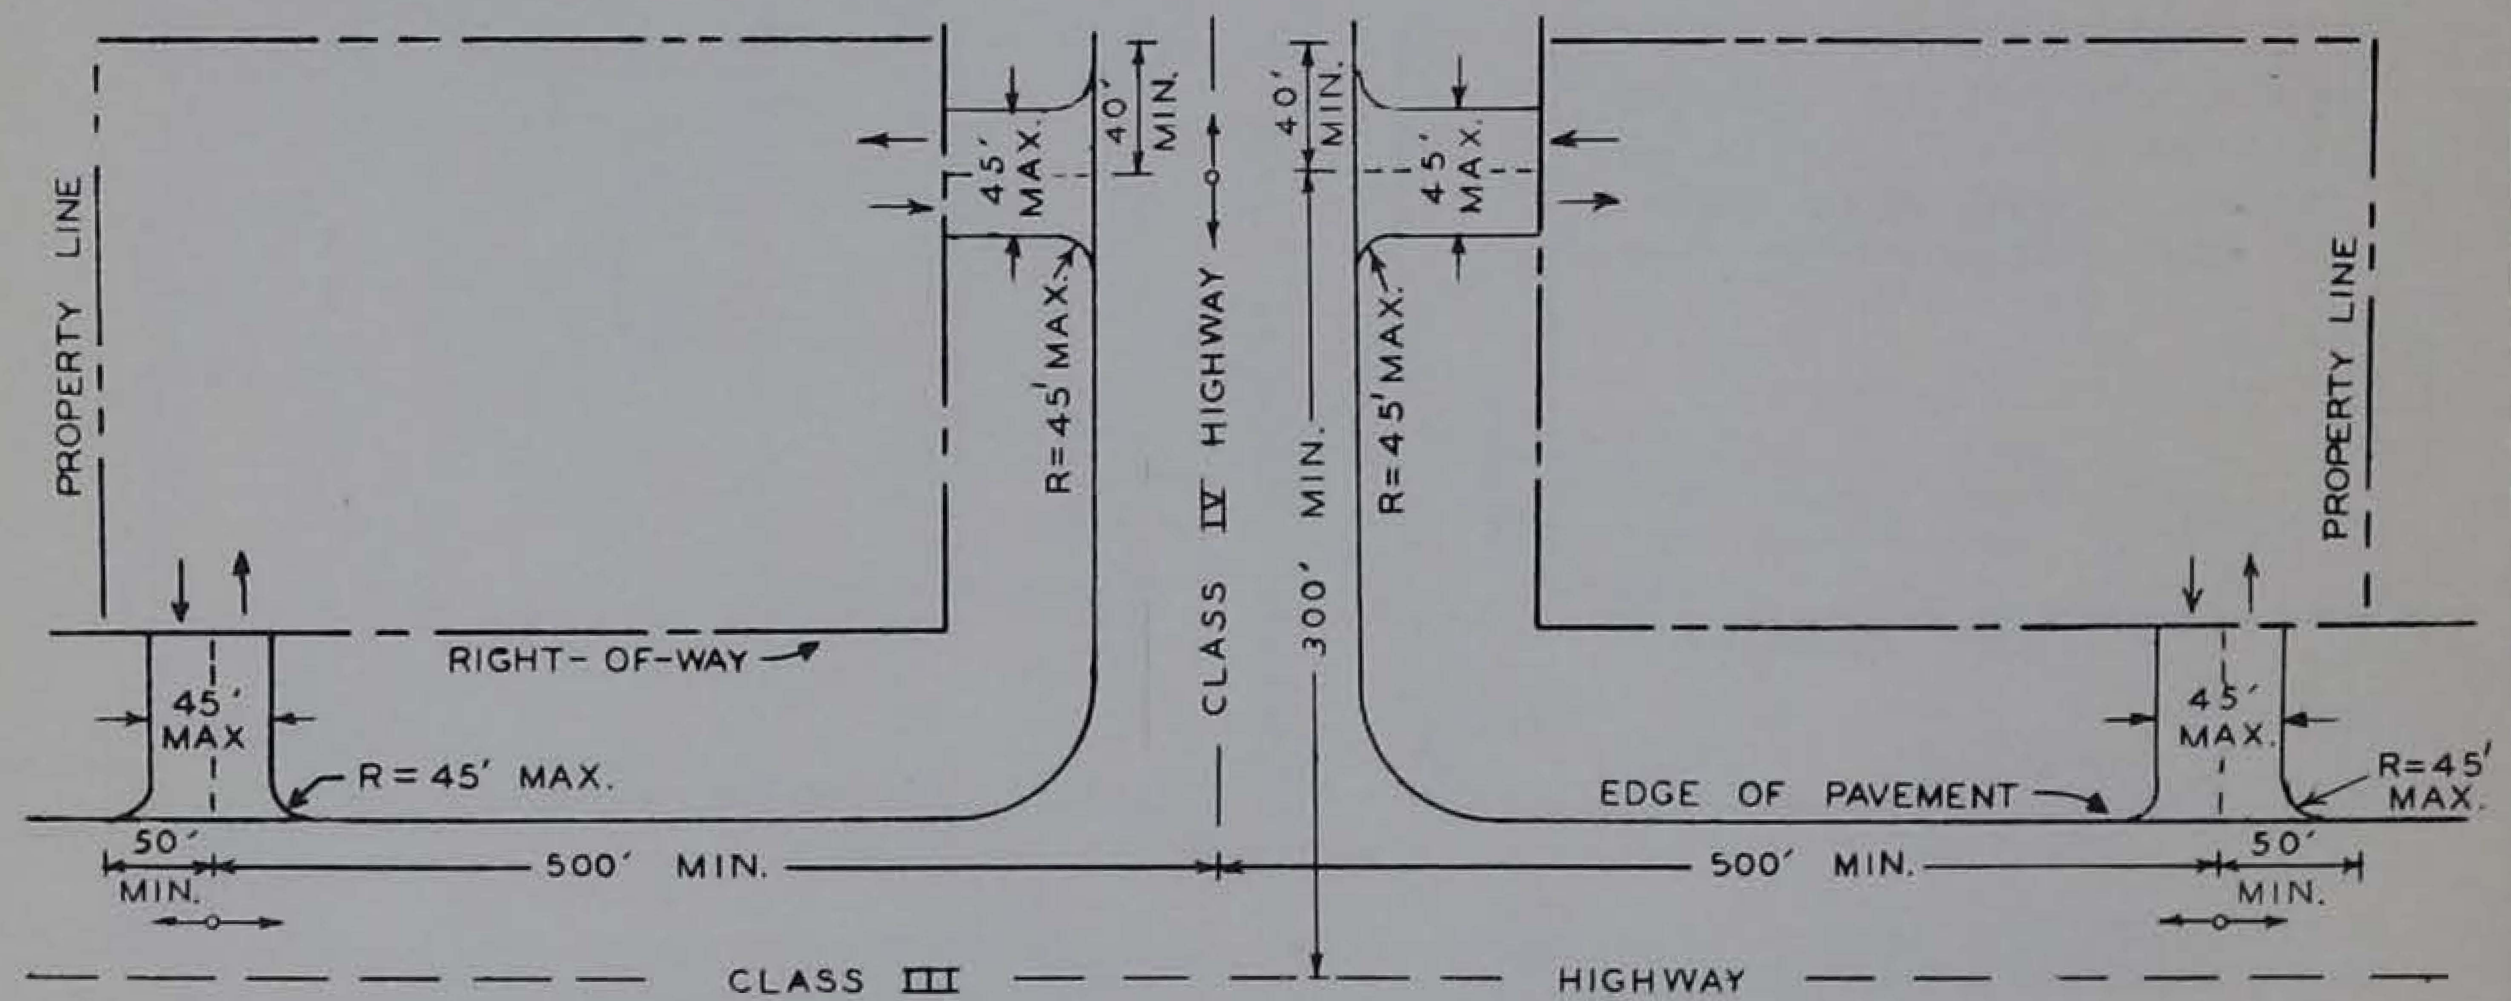 PROPERTY LINE
45'
MAX.
40'
MIN.
R=45' MAX.
CLASS IV HIGHWAY
40'
MIN.
300' MIN.
45'
MAX.
R=45' MAX.
PROPERTY LINE
RIGHT-OF-WAY
45'
MAX
R=45' MAX.
EDGE OF PAVEMENT
45'
MAX.
R=45'
MAX.
50'
MIN.
500' MIN.
500' MIN.
50'
MIN.
CLASS III HIGHWAY